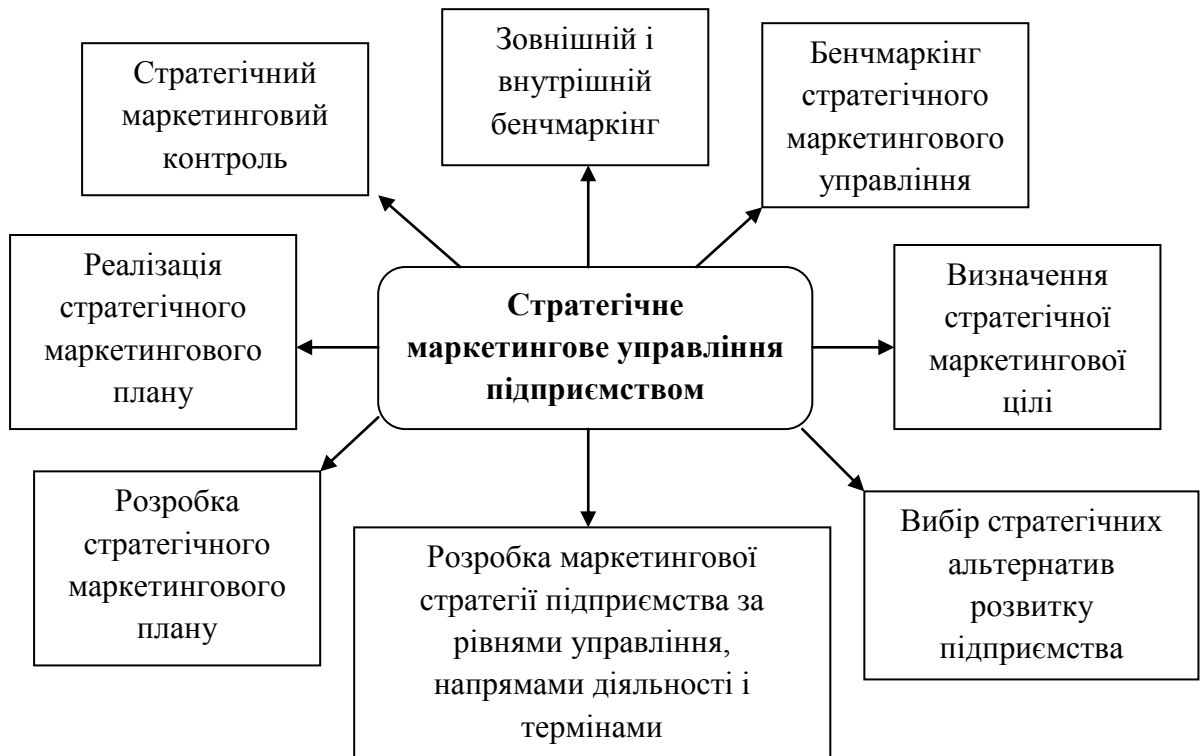 Стратегічний
маркетинговий
контроль
Зовнішній і
внутрішній
бенчмаркінг
Бенчмаркінг
стратегічного
маркетингового
управління
Реалізація
стратегічного
маркетингового
плану
Стратегічне
маркетингове управління
підприємством
Визначення
стратегічної
маркетингової
цілі
Розробка
стратегічного
маркетингового
плану
Розробка маркетингової
стратегії підприємства за
рівнями управління,
напрямами діяльності і
термінами
Вибір стратегічних
альтернатив
розвитку
підприємства